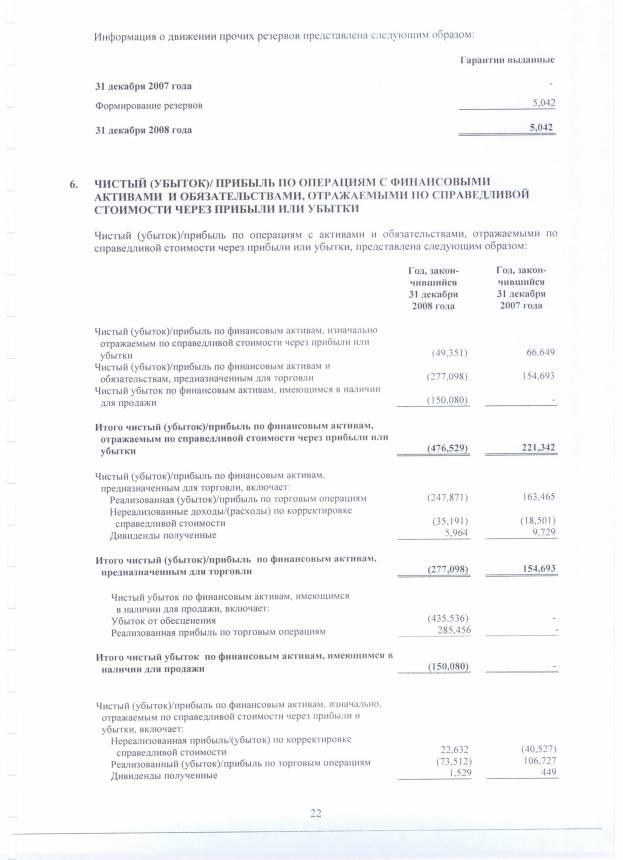 Информация о движении прочих резервов представлена следующим образом:
Гарантии выданные
31 декабря 2007 года -
Формирование резервов 5,042
31 декабря 2008 года 5,042
6. ЧИСТЫЙ (УБЫТОК)/ ПРИБЫЛЬ ПО ОПЕРАЦИЯМ С ФИНАНСОВЫМИ
АКТИВАМИ И ОБЯЗАТЕЛЬСТВАМИ, ОТРАЖАЕМЫМИ ПО СПРАВЕДЛИВОЙ
СТОИМОСТИ ЧЕРЕЗ ПРИБЫЛИ ИЛИ УБЫТКИ
Чистый (убыток)/прибыль по операциям с активами и обязательствами, отражаемыми по
справедливой стоимости через прибыли или убытки, представлена следующим образом:
Год, закон- Год, закон-
чившийся чившийся
31 декабря 31 декабря
2008 года 2007 года
Чистый (убыток)/прибыль по финансовым активам, изначально
отражаемым по справедливой стоимости через прибыли или
убытки (49,351) 66,649
Чистый (убыток)/прибыль по финансовым активам и
обязательствам, предназначенным для торговли (277,098) 154,693
Чистый убыток по финансовым активам, имеющимся в наличии
для продажи (150,080) -
Итого чистый (убыток)/прибыль по финансовым активам,
отражаемым по справедливой стоимости через прибыли или
убытки (476,529) 221,342
Чистый (убыток)/прибыль по финансовым активам,
предназначенным для торговли, включает:
Реализованная (убыток)/прибыль по торговым операциям (247,871) 163,465
Нереализованные доходы/(расходы) по корректировке
справедливой стоимости (35,191) (18,501)
Дивиденды полученные 5,964 9,729
Итого чистый (убыток)/прибыль по финансовым активам,
предназначенным для торговли (277,098) 154,693
Чистый убыток по финансовым активам, имеющимся
в наличии для продажи, включает:
Убыток от обесценения (435,536) -
Реализованная прибыль по торговым операциям 285,456 -
Итого чистый убыток по финансовым активам, имеющимся в
наличии для продажи (150,080) -
Чистый (убыток)/прибыль по финансовым активам, изначально,
отражаемым по справедливой стоимости через прибыли и
убытки, включает:
Нереализованная прибыль/(убыток) по корректировке
справедливой стоимости 22,632 (40,527)
Реализованный (убыток)/прибыль по торговым операциям (73,512) 106,727
Дивиденды полученные 1,529 449
22